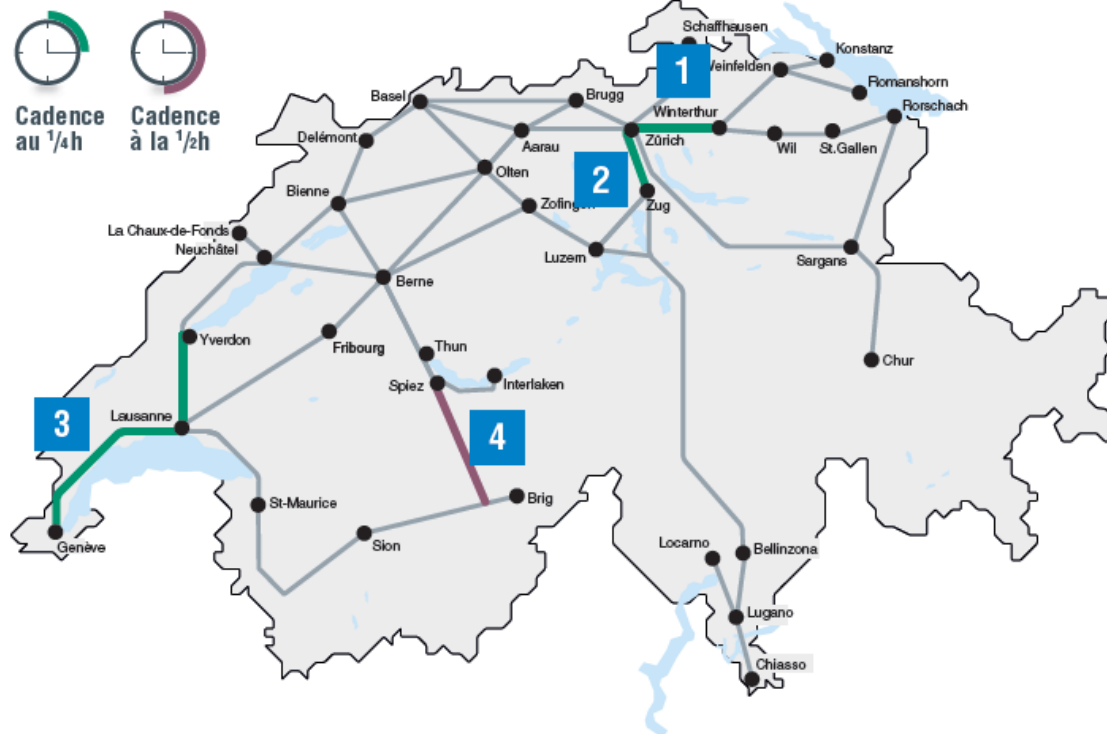 Cadence
au ¼h
Cadence
à la ½h
Schaffhausen
Konstanz
1
Weinfelden
Romanshorn
Basel
Brugg
Winterthur
Rorschach
Delémont
Aarau
Zürich
Wil
St.Gallen
Olten
2
Bienne
Zofingen
Zug
La Chaux-de-Fonds
Neuchâtel
Luzern
Sargans
Berne
Yverdon
Fribourg
Thun
Chur
Spiez
Interlaken
Lausanne
3
4
St-Maurice
Brig
Genève
Sion
Locarno
Bellinzona
Lugano
Chiasso